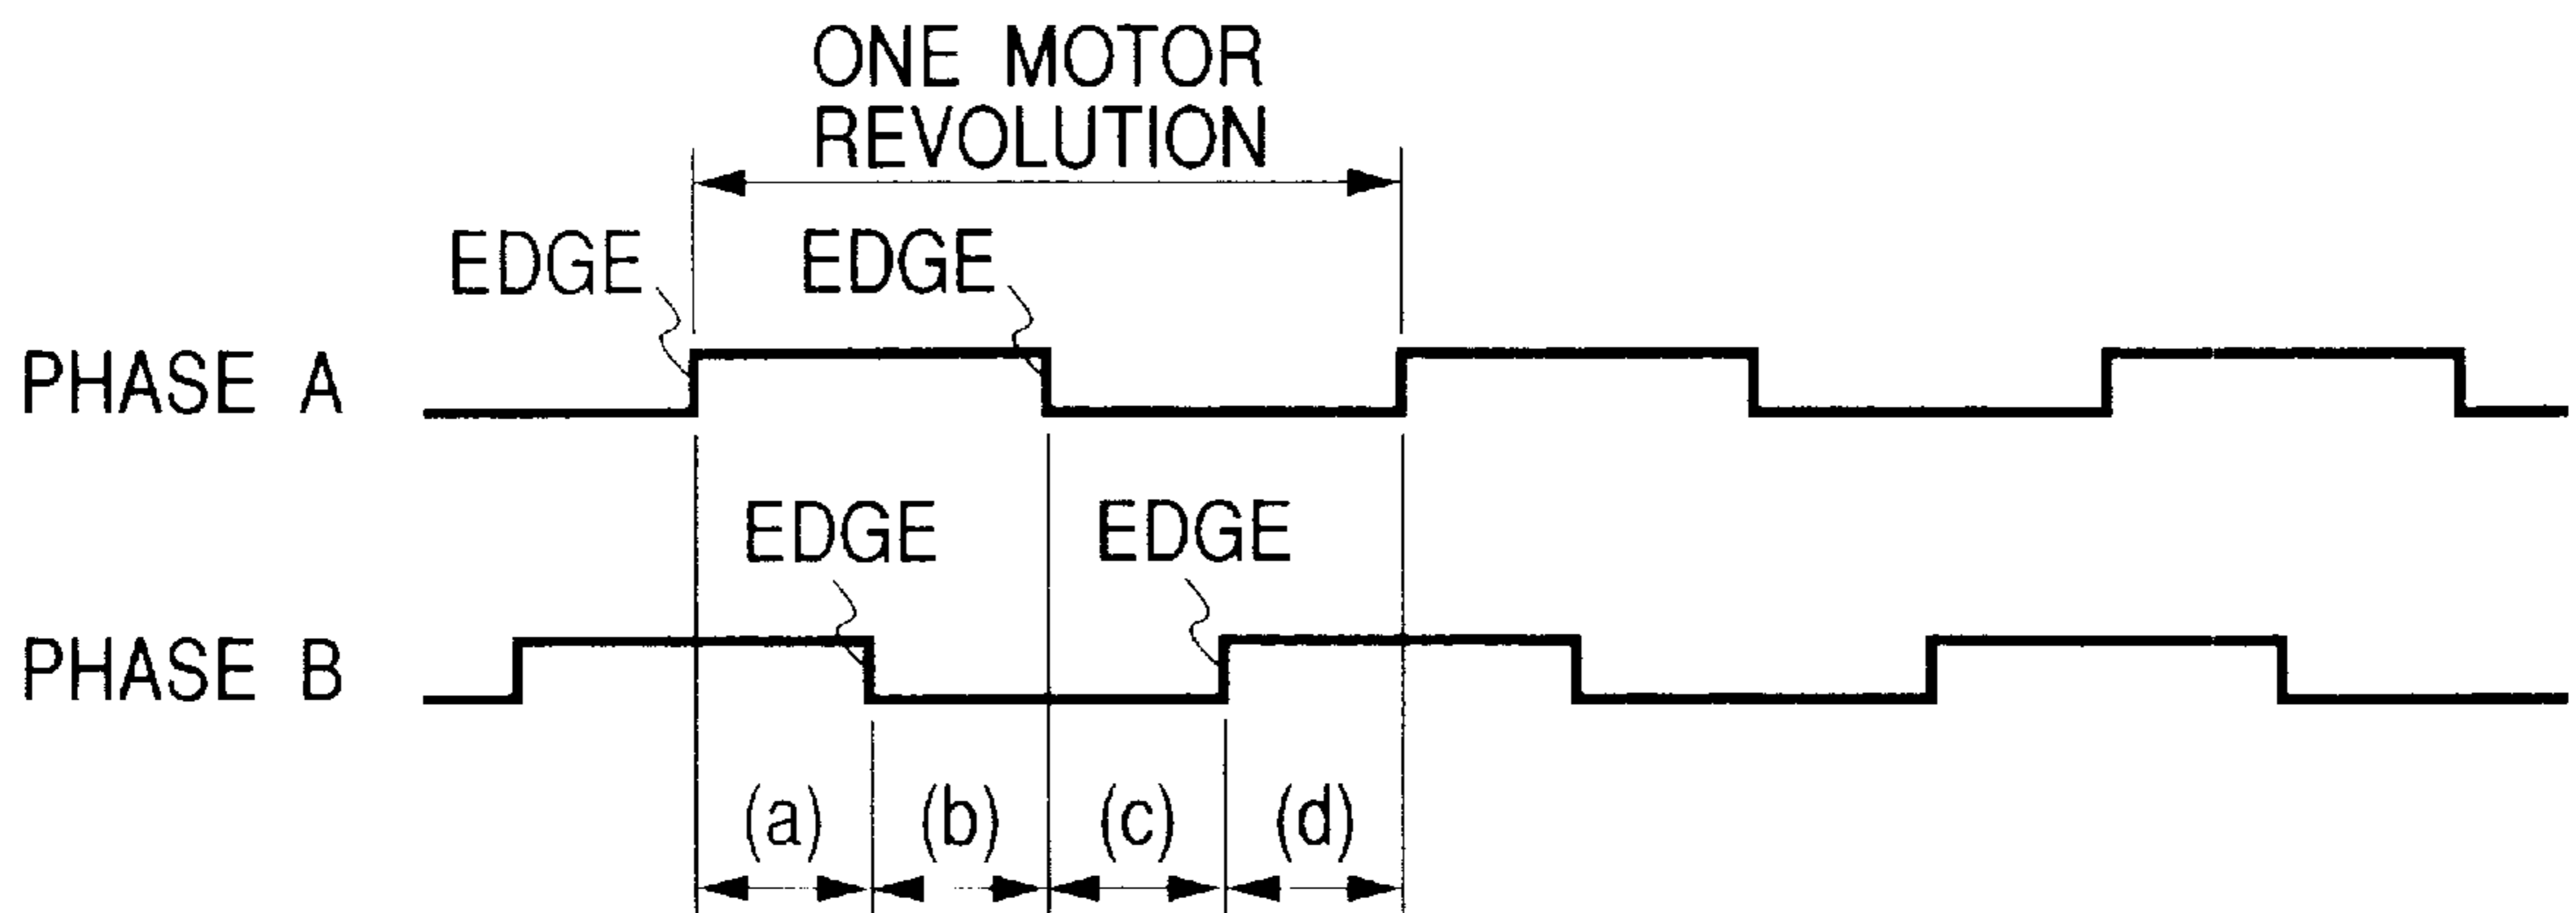 ONE MOTOR
REVOLUTION
EDGE EDGE
PHASE A
EDGE EDGE
PHASE B
(a) (b) (c) (d)